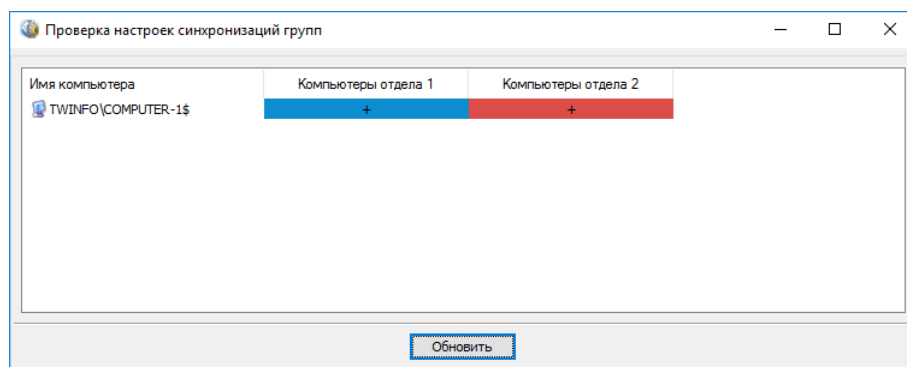 Проверка настроек синхронизаций групп
Имя компьютера Компьютеры отдела 1 Компьютеры отдела 2
TWINFO\COMPUTER-1$ + +
Обновить